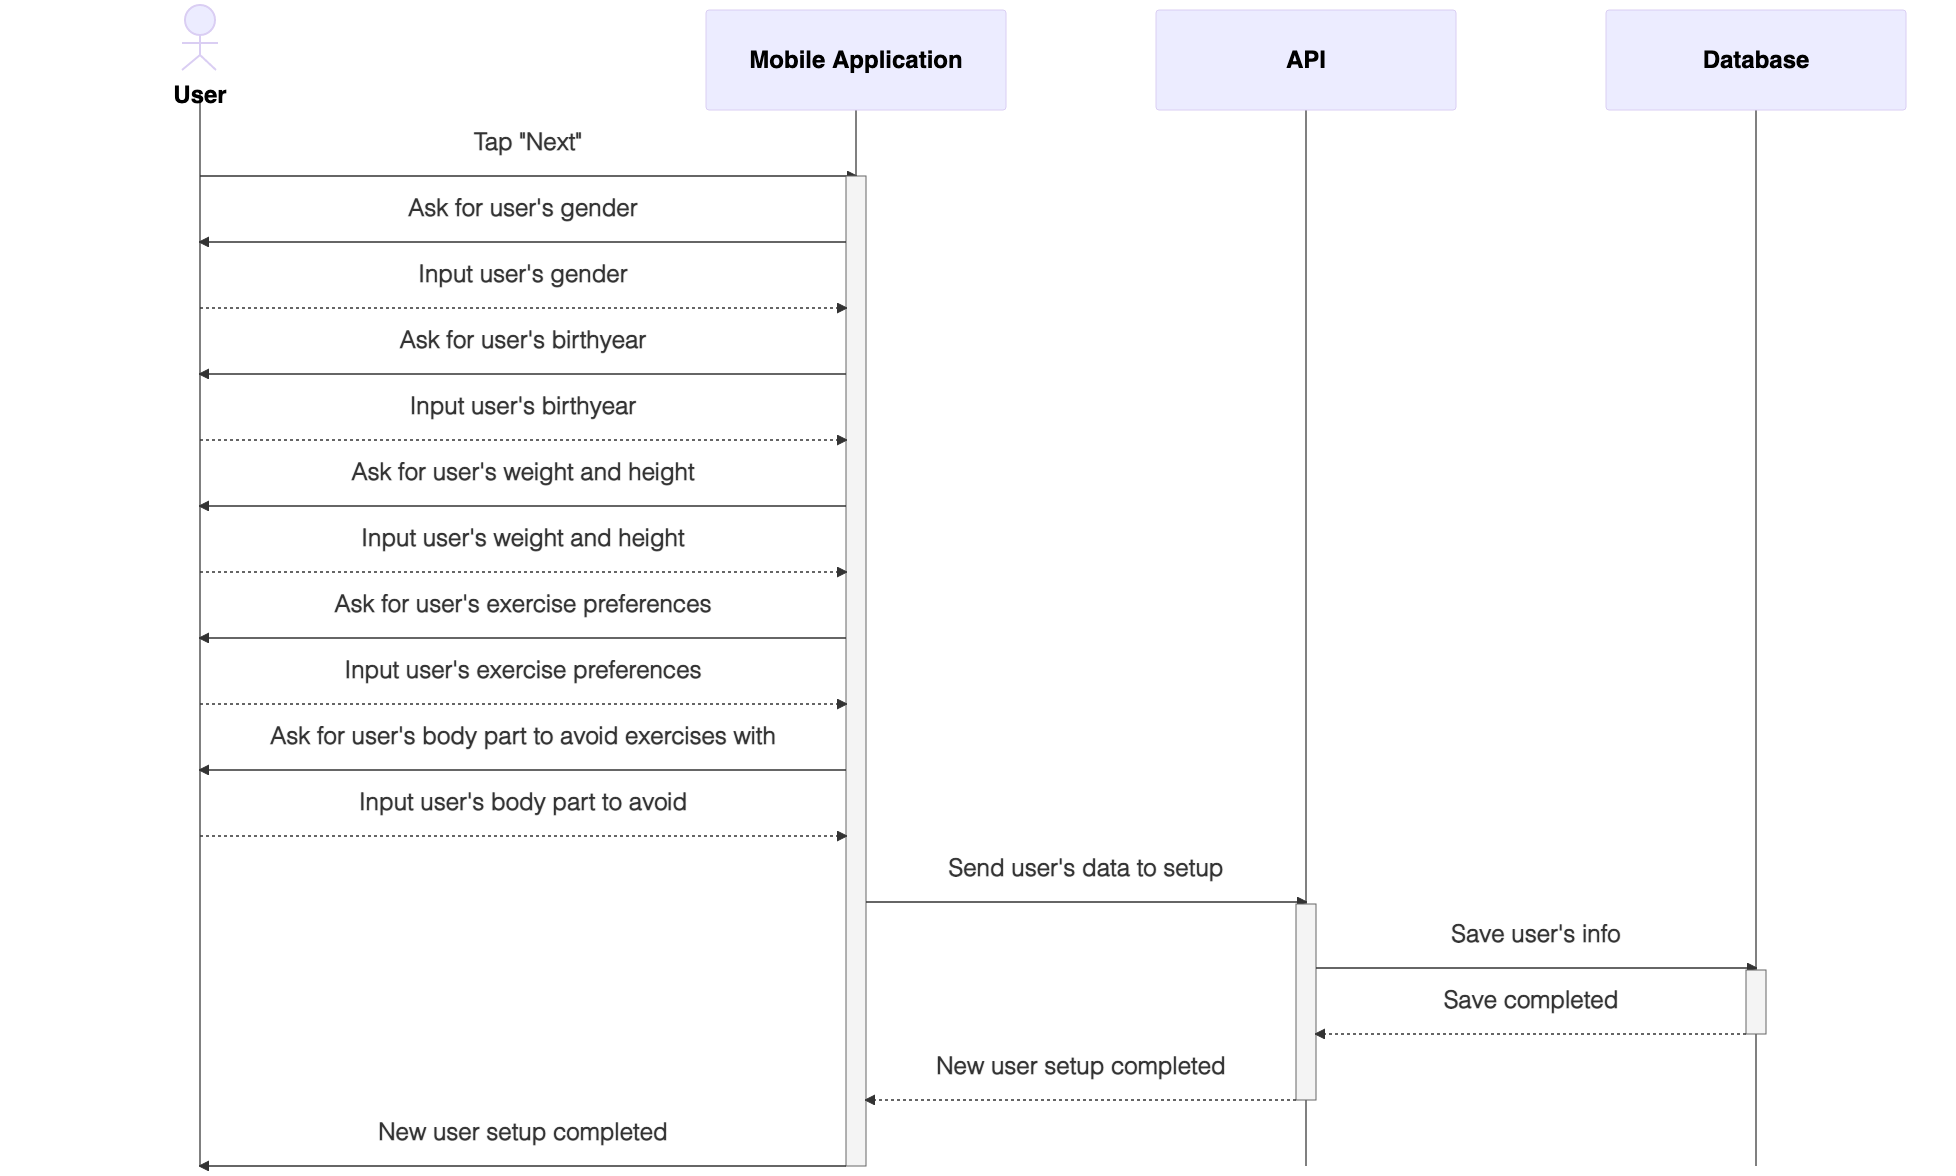 User
Mobile Application
API
Database
Tap "Next"
Ask for user's gender
Input user's gender
Ask for user's birthyear
Input user's birthyear
Ask for user's weight and height
Input user's weight and height
Ask for user's exercise preferences
Input user's exercise preferences
Ask for user's body part to avoid exercises with
Input user's body part to avoid
Send user's data to setup
Save user's info
Save completed
New user setup completed
New user setup completed